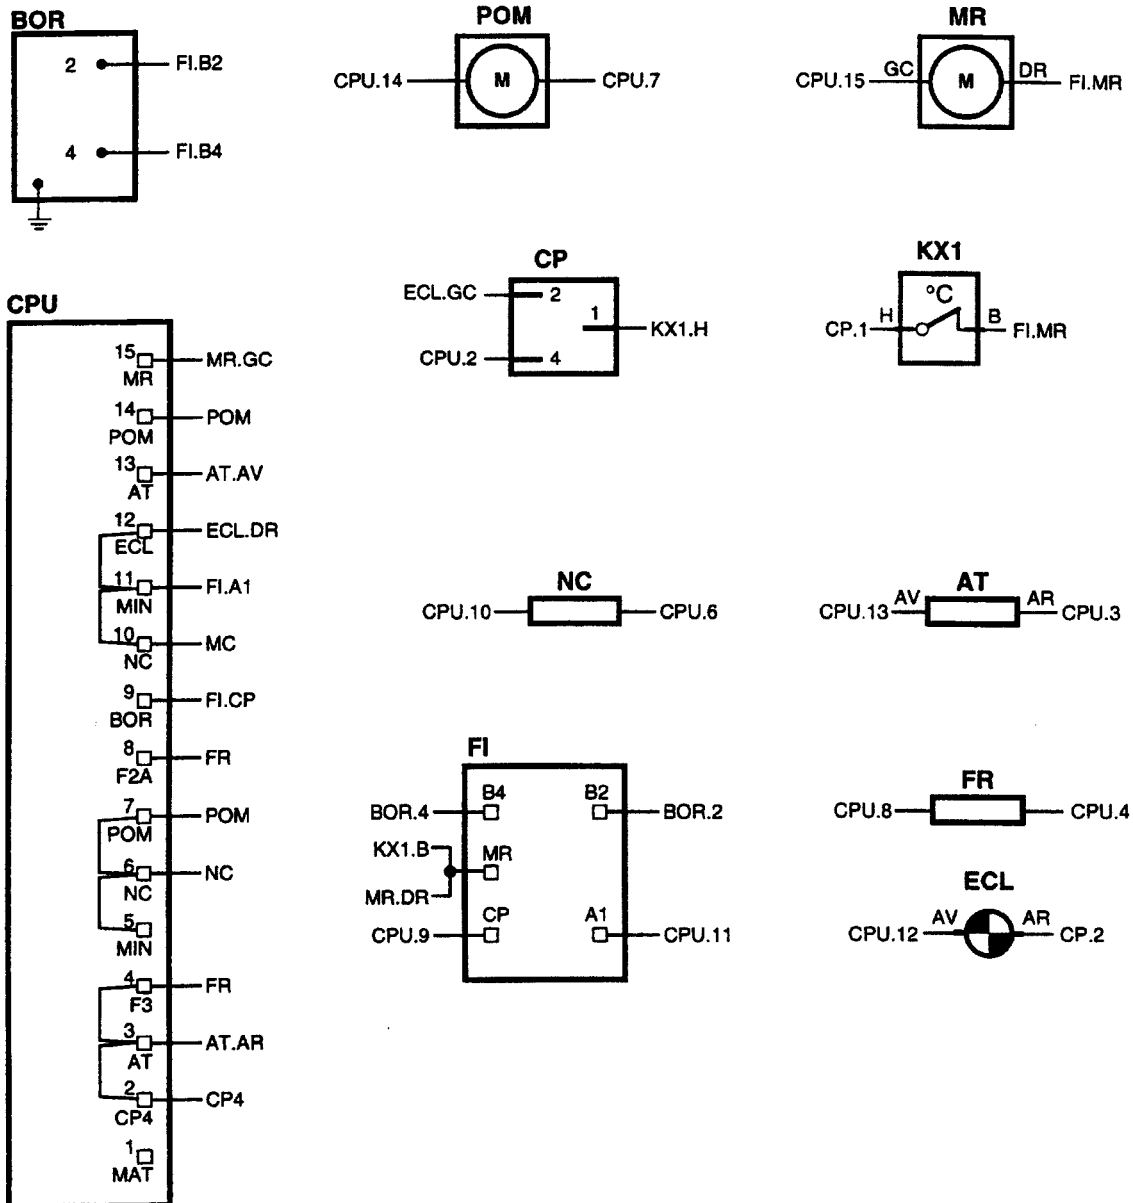 BOR
2 FI.B2
4 FI.B4
POM
CPU.14 M CPU.7
MR
CPU.15 GC M DR FI.MR
CP
ECL.GC 2
1 KX1.H
CPU.2 4
KX1
°C
CP.1 H B FI.MR
CPU
15 MR.GC
MR
14 POM
POM
13 AT.AV
AT
12 ECL.DR
ECL
11 FI.A1
MIN
10 MC
NC
9 FI.CP
BOR
8 FR
F2A
7 POM
POM
6 NC
NC
5
MIN
4 FR
F3
3 AT.AR
AT
2 CP4
CP4
1
MAT
NC
CPU.10 CPU.6
AT
CPU.13 AV AR CPU.3
FI
B4 B2
BOR.4 BOR.2
KX1.B MR
MR.DR
CP A1
CPU.9 CPU.11
FR
CPU.8 CPU.4
ECL
CPU.12 AV AR CP.2